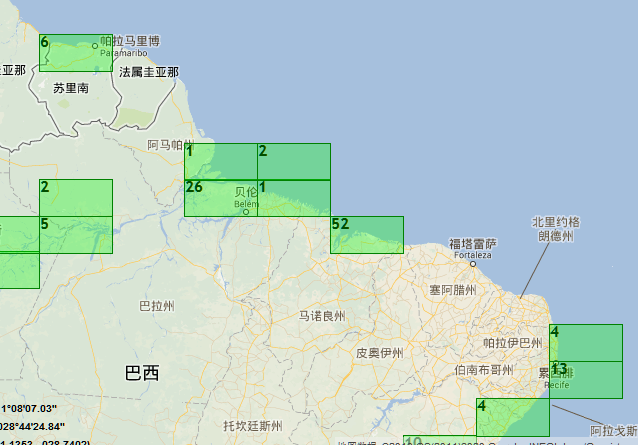 6
帕拉马里博
Paramaribo
亚那
法属圭亚那
苏里南
阿马帕州
1
2
2
26
贝伦
1
Belém
5
52
北里约格
朗德州
福塔雷萨
Fortaleza
塞阿腊州
巴拉州
马诺良州
4
帕拉伊巴州
皮奥伊州
13
巴西
伯南布哥州
累西腓
Recife
1°08'07.03"
4
028°44'24.84"
托坎廷斯州
阿拉戈斯
10